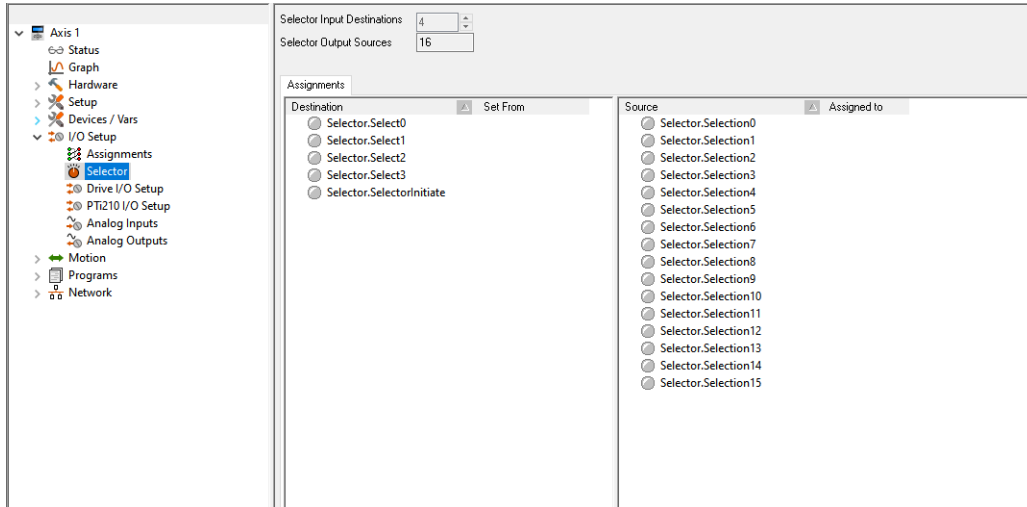 Axis 1
Status
Graph
Hardware
Setup
Devices / Vars
I/O Setup
Assignments
Selector
Drive I/O Setup
PTi210 I/O Setup
Analog Inputs
Analog Outputs
Motion
Programs
Network
Selector Input Destinations 4
Selector Output Sources 16
Assignments
Destination Set From
Selector.Select0
Selector.Select1
Selector.Select2
Selector.Select3
Selector.SelectorInitiate
Source Assigned to
Selector.Selection0
Selector.Selection1
Selector.Selection2
Selector.Selection3
Selector.Selection4
Selector.Selection5
Selector.Selection6
Selector.Selection7
Selector.Selection8
Selector.Selection9
Selector.Selection10
Selector.Selection11
Selector.Selection12
Selector.Selection13
Selector.Selection14
Selector.Selection15